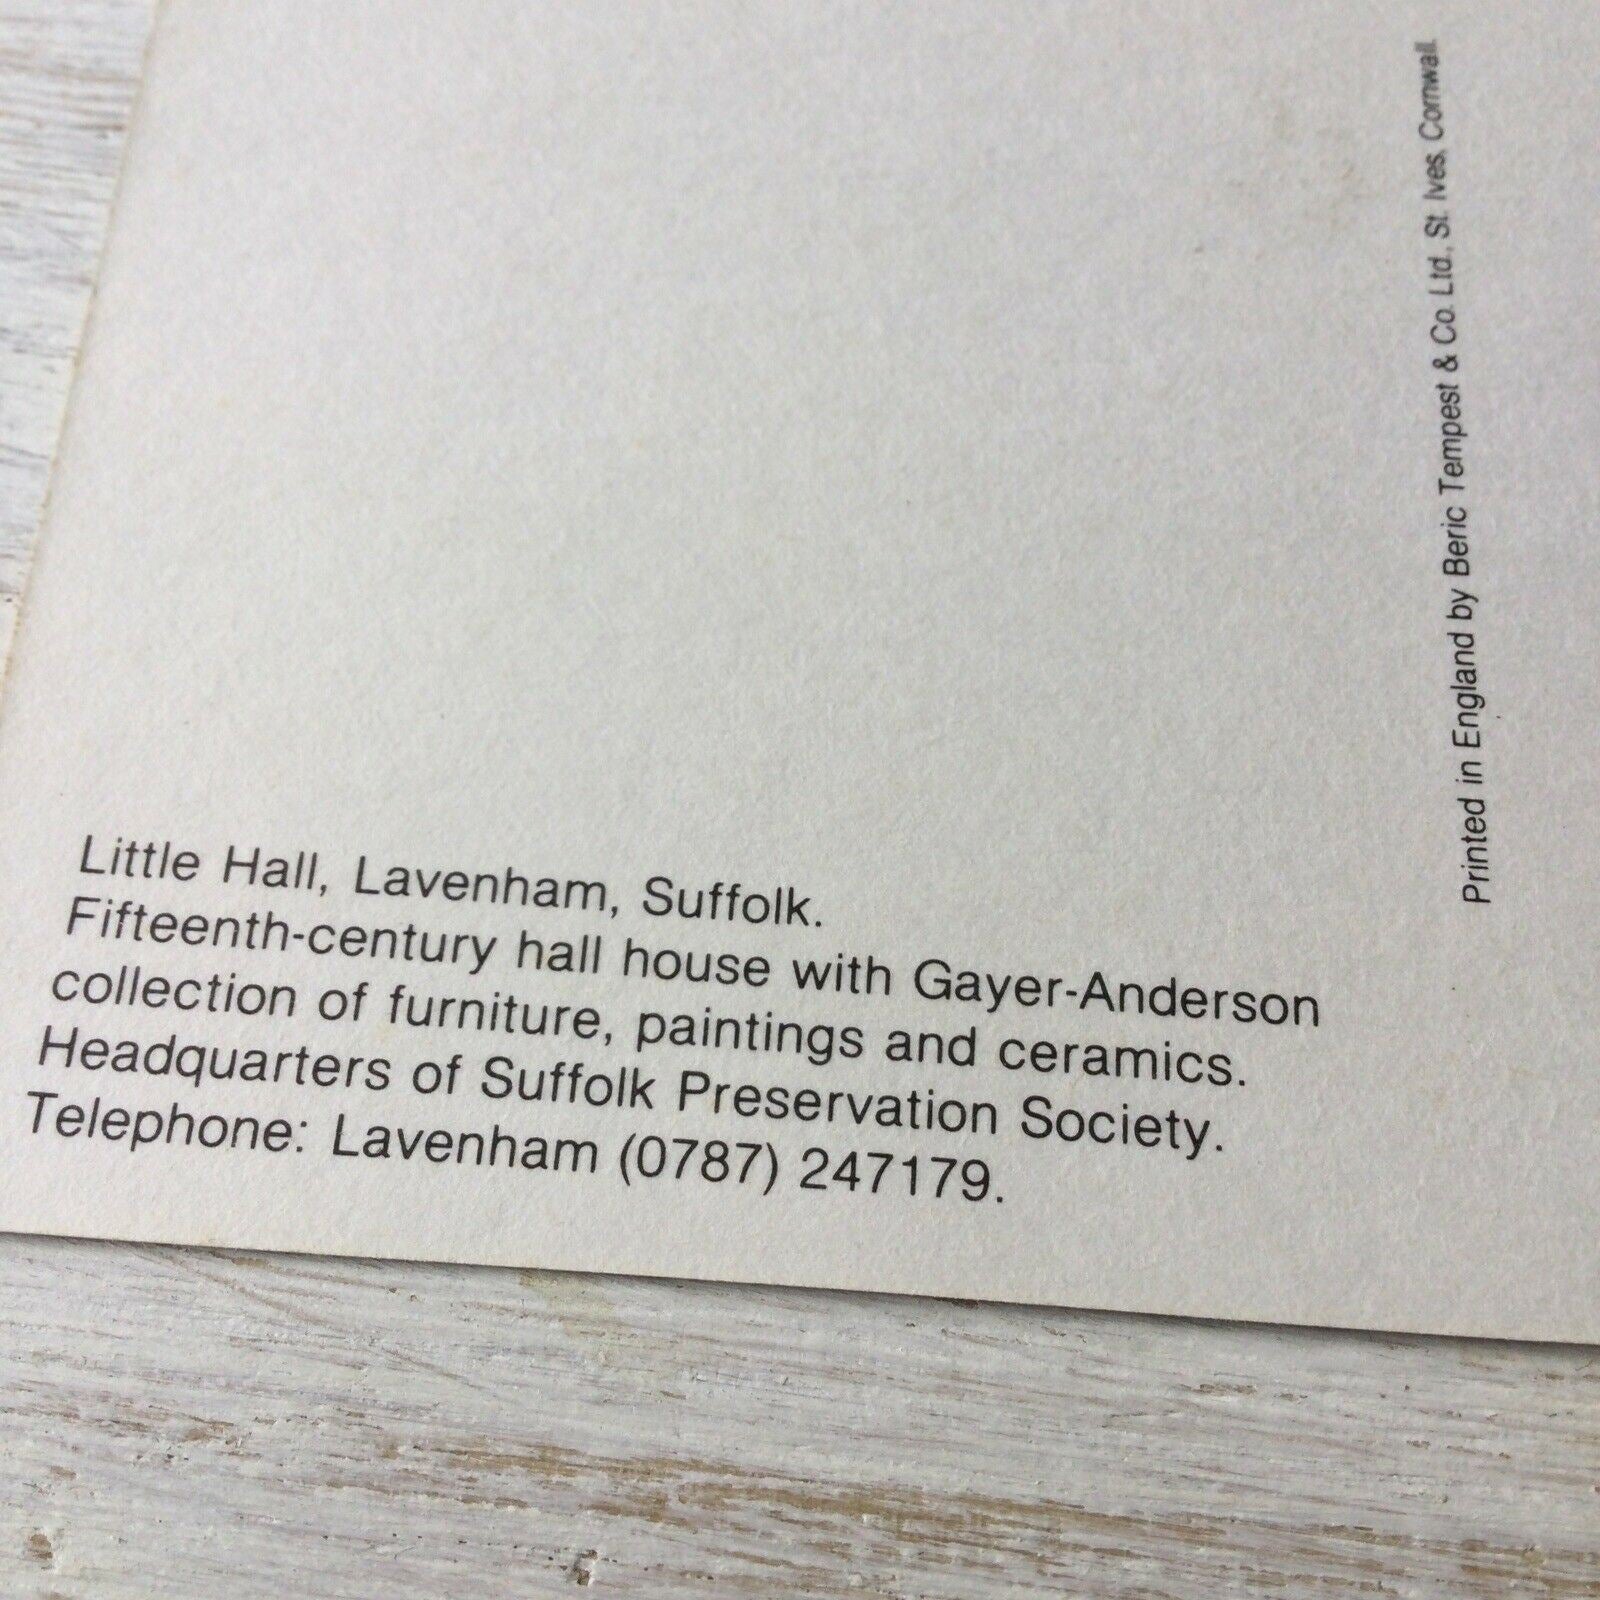 Little Hall, Lavenham, Suffolk.
Fifteenth-century hall house with Gayer-Anderson
collection of furniture, paintings and ceramics.
Headquarters of Suffolk Preservation Society.
Telephone: Lavenham (0787) 247179.
Printed in England by Beric Tempest & Co. Ltd., St. Ives, Cornwall.